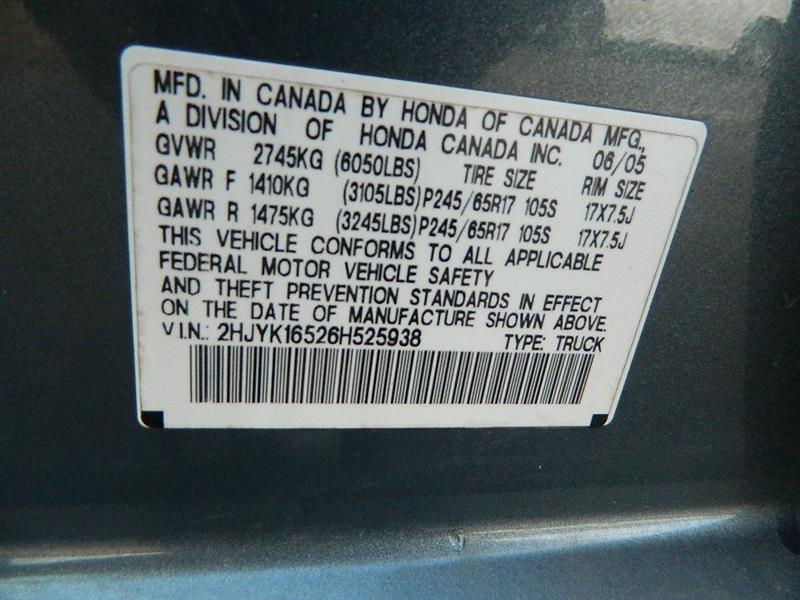 MFD. IN CANADA BY HONDA OF CANADA MFG.,
A DIVISION OF HONDA CANADA INC. 06/05
GVWR 2745KG (6050LBS) TIRE SIZE RIM SIZE
GAWR F 1410KG (3105LBS) P245/65R17 105S 17X7.5J
GAWR R 1475KG (3245LBS) P245/65R17 105S 17X7.5J
THIS VEHICLE CONFORMS TO ALL APPLICABLE
FEDERAL MOTOR VEHICLE SAFETY
AND THEFT PREVENTION STANDARDS IN EFFECT
ON THE DATE OF MANUFACTURE SHOWN ABOVE.
V.I.N.: 2HJYK16526H525938 TYPE: TRUCK